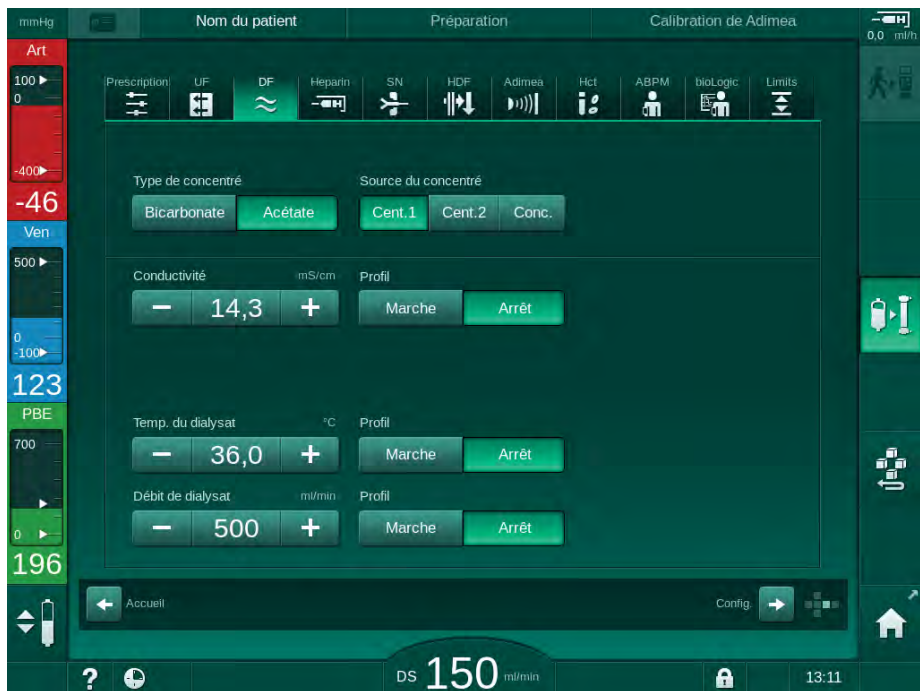 mmHg Nom du patient Préparation Calibration de Adimea
0,0 ml/h
Art
100
0
-400
-46
Ven
500
0
-100
123
PBE
700
0
196
Prescription UF DF Heparin SN HDF Adimea Hct ABPM bioLogic Limits
Type de concentré Source du concentré
Bicarbonate Acétate Cent.1 Cent.2 Conc.
Conductivité mS/cm Profil
− 14,3 + Marche Arrêt
Temp. du dialysat °C Profil
− 36,0 + Marche Arrêt
Débit de dialysat ml/min Profil
− 500 + Marche Arrêt
Accueil Config.
? DS 150 ml/min 13:11